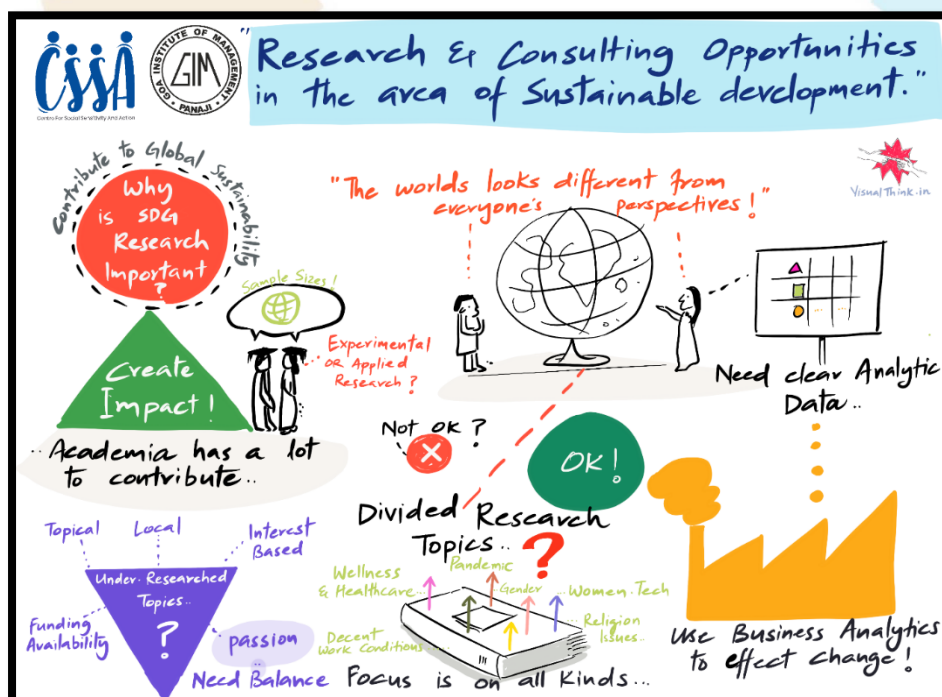 CSSA
Centre For Social Sensitivity And Action
GOA INSTITUTE OF MANAGEMENT
GIM
• PANAJI •
"Research & Consulting Opportunities
in the area of Sustainable development."
VisualThink.in
Contribute to Global Sustainability
Why
is SDG
Research
Important
?
"The worlds looks different from
everyone's perspectives!"
Sample Sizes!
Experimental
OR Applied
Research?
Create
Impact!
.. Academia has a lot
to contribute..
Need clear Analytic
Data..
Not OK?
OK!
Divided Research
Topics..
?
Topical
Local
Interest
Based
Under-Researched
Topics..
?
Funding
Availability
passion
Need Balance
Wellness
& Healthcare...
Pandemic
Gender
Women.Tech
Decent
Work Conditions...
Religion
Issues..
Focus is on all kinds...
Use Business Analytics
to effect change!